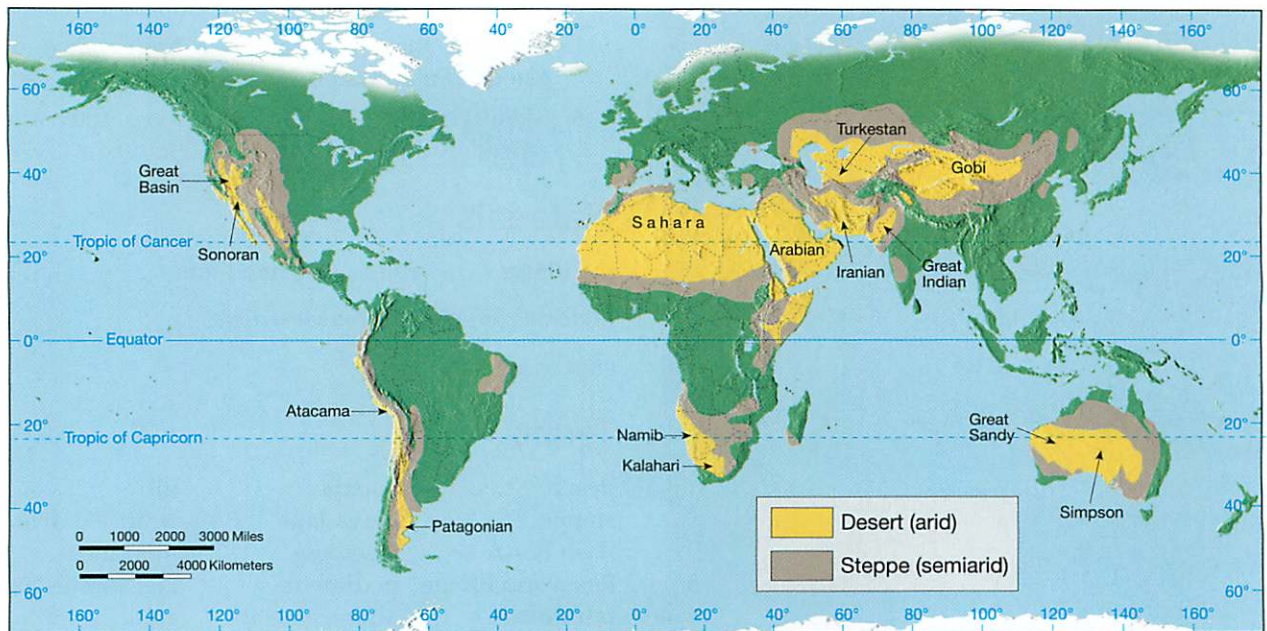 160° 120° 100° 80° 60° 40° 20° 0° 20° 40° 60° 80° 100° 120° 140° 160°
60° 60°
Turkestan
Great
Basin
Gobi
40° 40°
Sahara
Tropic of Cancer
Sonoran
Arabian
Iranian
Great
Indian
20° 20°
Equator
0° 0°
Atacama
20° 20°
Great
Sandy
Tropic of Capricorn
Namib
Kalahari
Simpson
40° 40°
Patagonian
Desert (arid)
Steppe (semiarid)
0 1000 2000 3000 Miles
0 2000 4000 Kilometers
60° 60°
160° 140° 120° 100° 80° 60° 40° 20° 0° 20° 40° 60° 80° 100° 120° 140° 160°